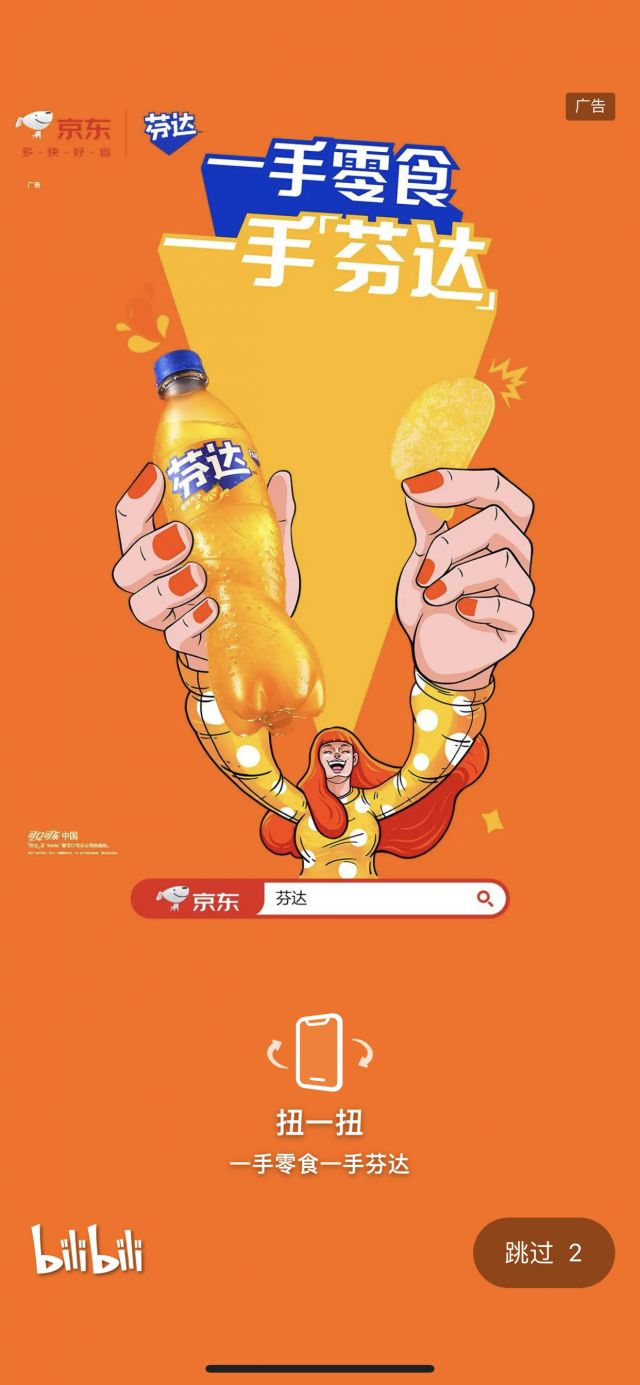 广告
京东
多·快·好·省
芬达
广告
一手零食
一手「芬达」
芬达
可口可乐 中国
京东
芬达
扭一扭
一手零食一手芬达
bilibili
跳过 2